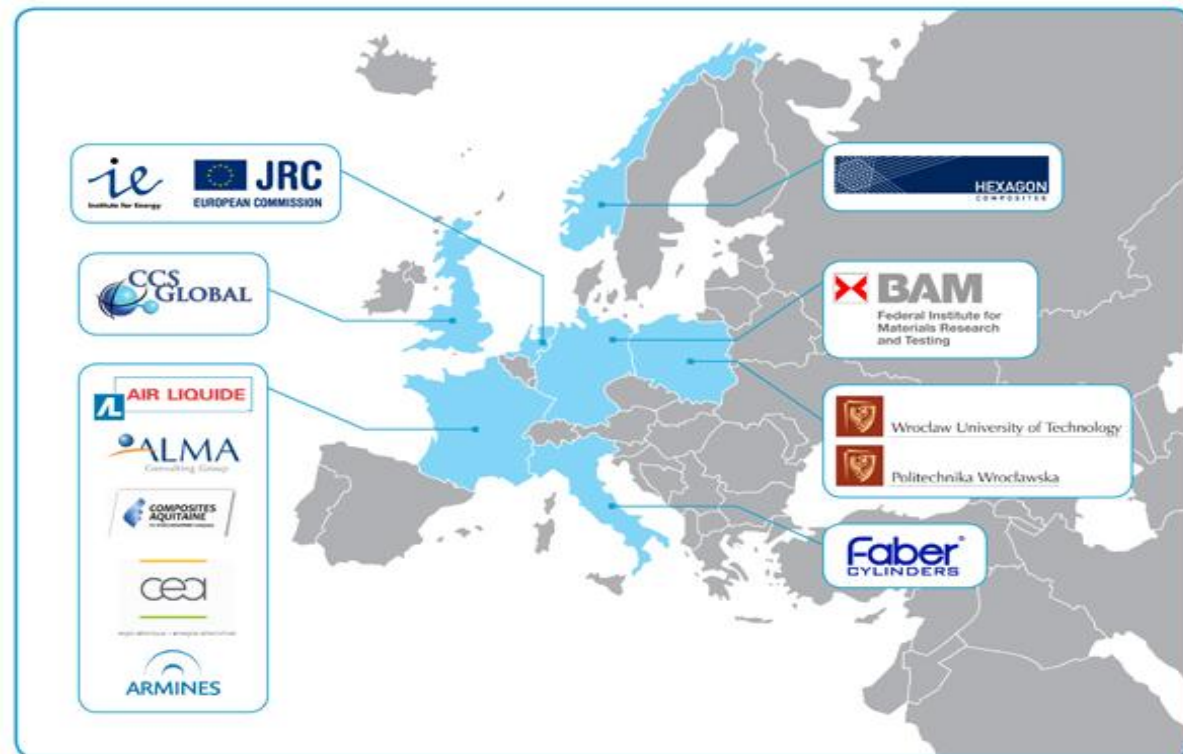 ie
Institute for Energy
JRC
EUROPEAN COMMISSION
CCS
GLOBAL
AL
AIR LIQUIDE
ALMA
Consulting Group
COMPOSITES
AQUITAINE
cea
ARMINES
HEXAGON
COMPOSITES
BAM
Federal Institute for
Materials Research
and Testing
Wroclaw University of Technology
Politechnika Wrocławska
Faber®
CYLINDERS